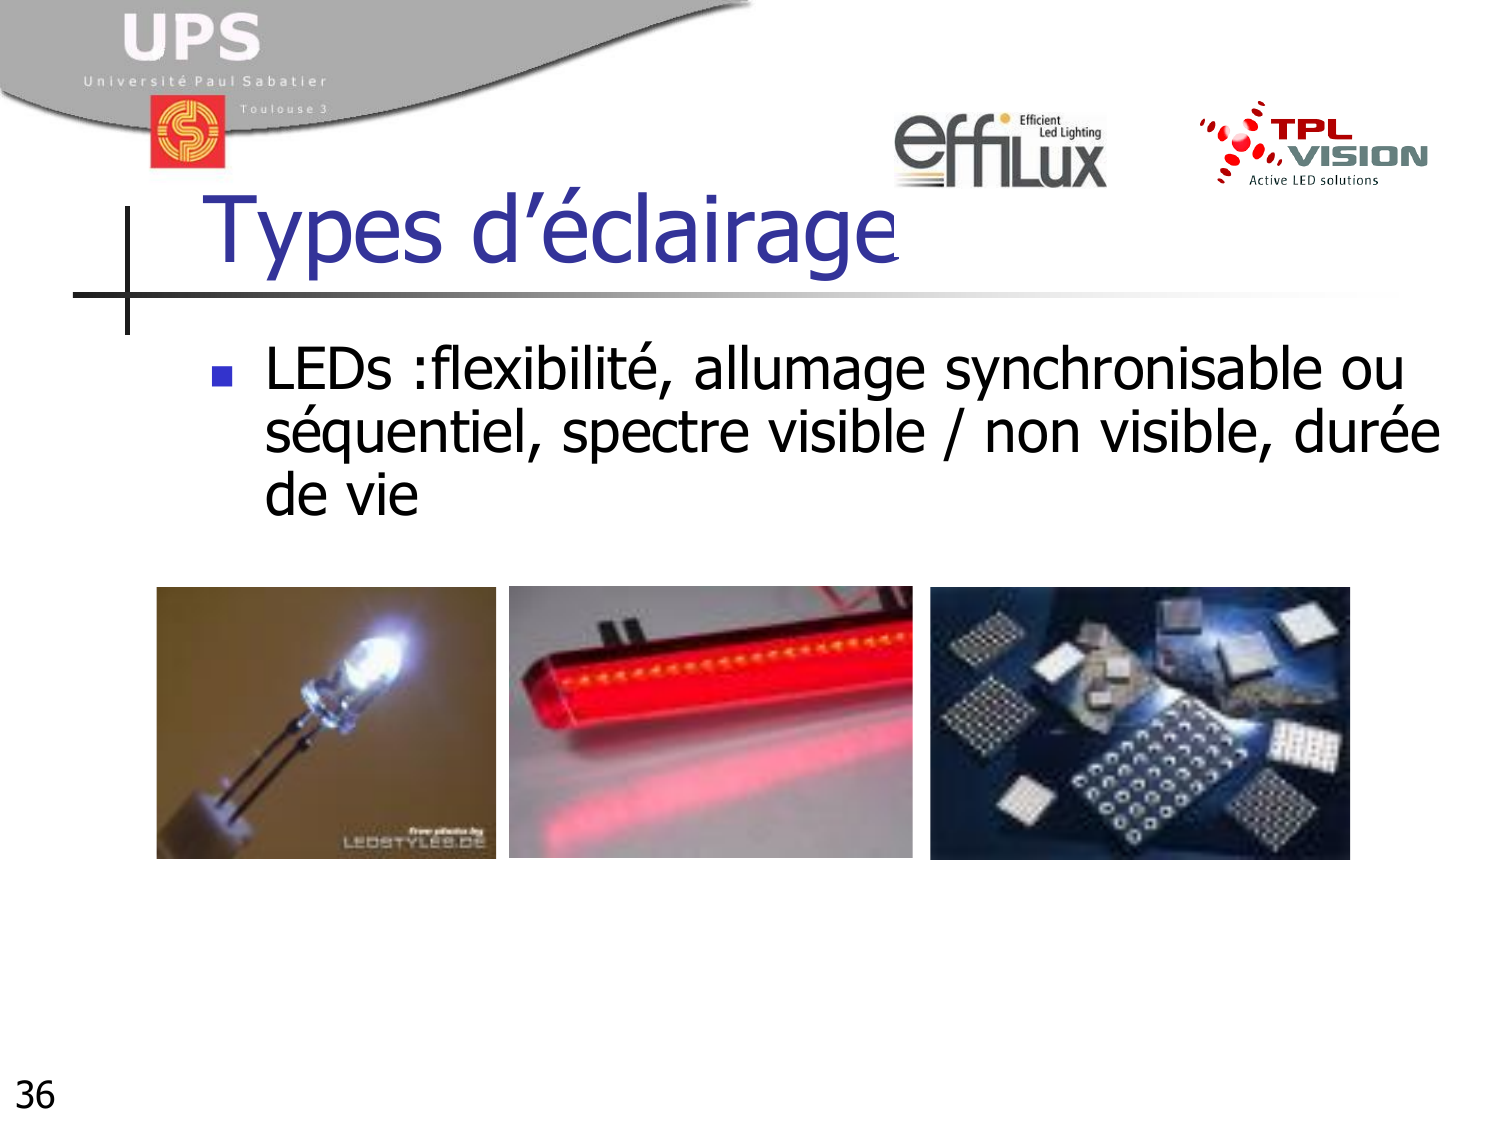 UPS
Université Paul Sabatier
Toulouse 3
effiLUX
Efficient
Led Lighting
TPL
VISION
Active LED solutions
Types d’éclairage
LEDs :flexibilité, allumage synchronisable ou
séquentiel, spectre visible / non visible, durée
de vie
free photo by
LEDSTYLES.DE
36